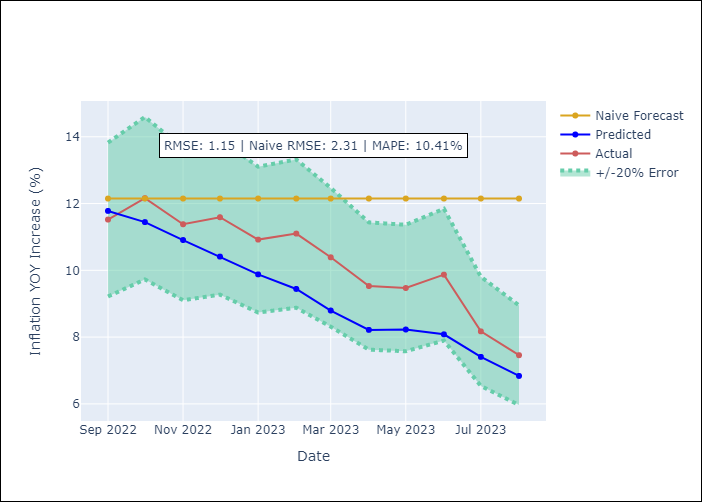 RMSE: 1.15 | Naive RMSE: 2.31 | MAPE: 10.41%
Naive Forecast
Predicted
Actual
+/-20% Error
Inflation YOY Increase (%)
14
12
10
8
6
Sep 2022
Nov 2022
Jan 2023
Mar 2023
May 2023
Jul 2023
Date